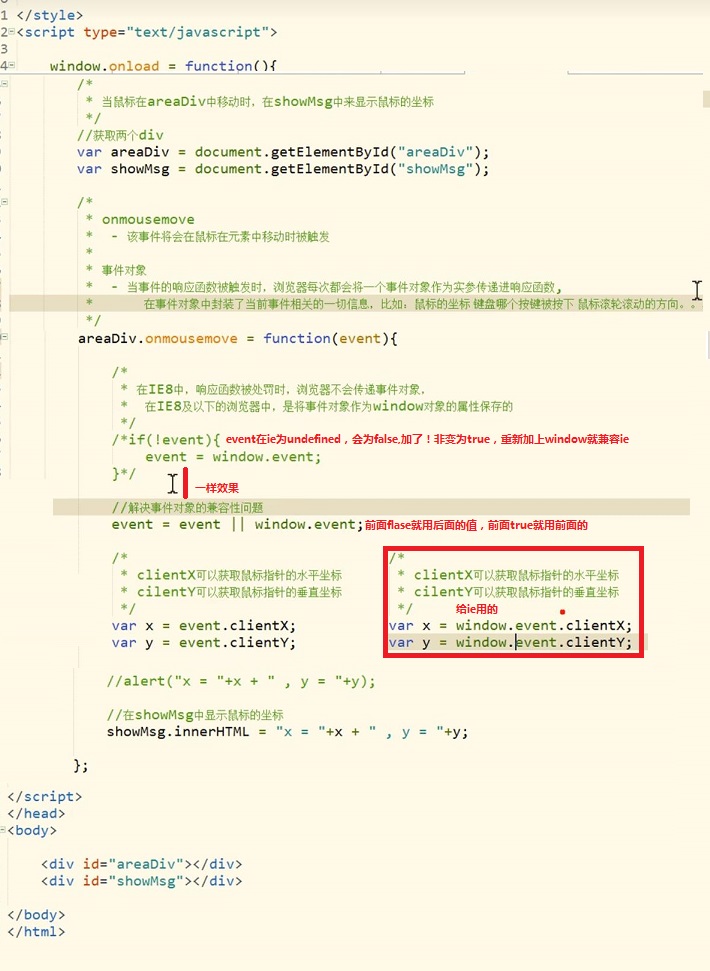 </style>
<script type="text/javascript">
window.onload = function(){
/*
* 当鼠标在areaDiv中移动时，在showMsg中来显示鼠标的坐标
*/
//获取两个div
var areaDiv = document.getElementById("areaDiv");
var showMsg = document.getElementById("showMsg");
/*
* onmousemove
* - 该事件将会在鼠标在元素中移动时被触发
*
* 事件对象
* - 当事件的响应函数被触发时，浏览器每次都会将一个事件对象作为实参传递进响应函数,
* 在事件对象中封装了当前事件相关的一切信息，比如：鼠标的坐标 键盘哪个按键被按下 鼠标滚轮滚动的方向。。
*/
areaDiv.onmousemove = function(event){
/*
* 在IE8中，响应函数被处罚时，浏览器不会传递事件对象，
* 在IE8及以下的浏览器中，是将事件对象作为window对象的属性保存的
*/
/*if(!event){ event在ie为undefined，会为false,加了！非变为true，重新加上window就兼容ie
event = window.event;
}*/
一样效果
//解决事件对象的兼容性问题
event = event || window.event;前面flase就用后面的值，前面true就用前面的
/*
* clientX可以获取鼠标指针的水平坐标
* cilentY可以获取鼠标指针的垂直坐标
*/
var x = event.clientX;
var y = event.clientY;
/*
* clientX可以获取鼠标指针的水平坐标
* cilentY可以获取鼠标指针的垂直坐标
*/ 给ie用的
var x = window.event.clientX;
var y = window.event.clientY;
//alert("x = "+x + " , y = "+y);
//在showMsg中显示鼠标的坐标
showMsg.innerHTML = "x = "+x + " , y = "+y;
};
</script>
</head>
<body>
<div id="areaDiv"></div>
<div id="showMsg"></div>
</body>
</html>